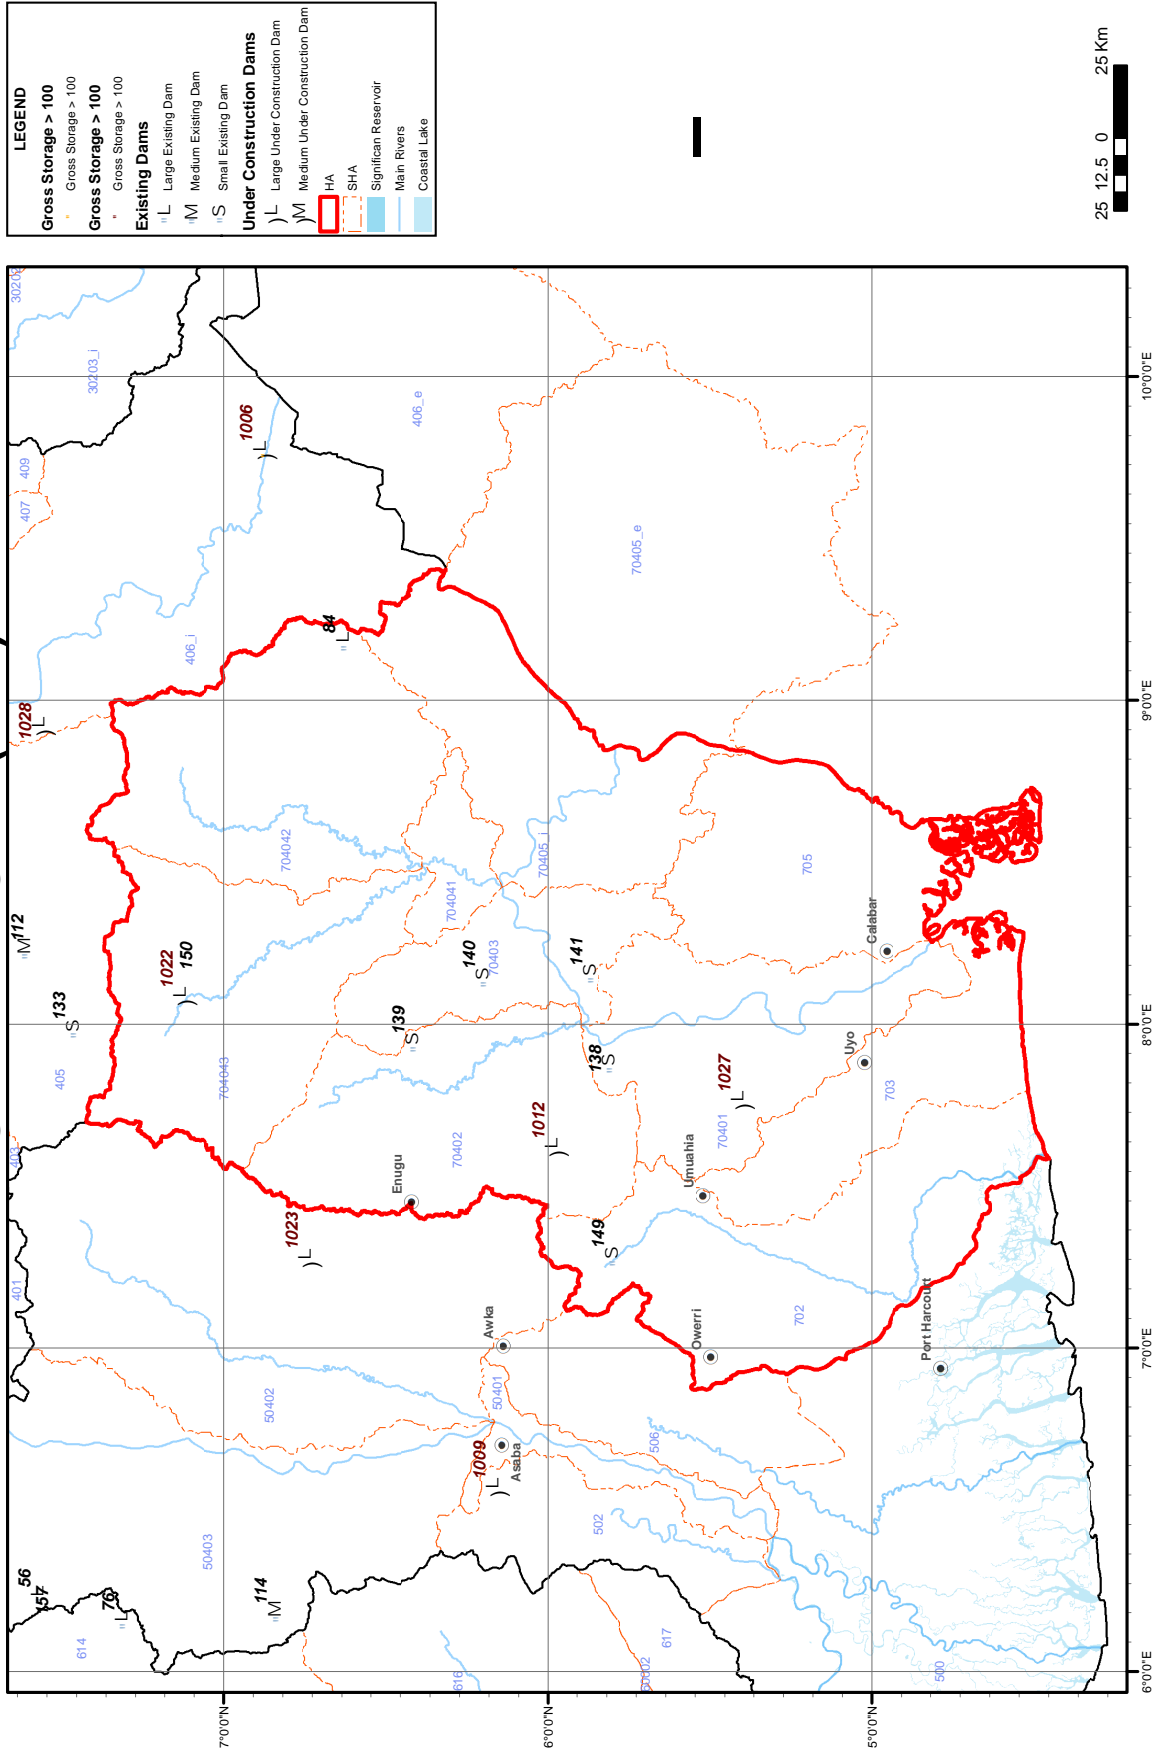 LEGEND
Gross Storage > 100
Gross Storage > 100
Gross Storage > 100
Gross Storage > 100
Existing Dams
"L Large Existing Dam
"M Medium Existing Dam
"S Small Existing Dam
Under Construction Dams
)L Large Under Construction Dam
)M Medium Under Construction Dam
HA
SHA
Significan Reservoir
Main Rivers
Coastal Lake
25 12.5 0 25 Km
30202
30203_i
409
407
1006
)L
406_e
406_i
70405_e
84
"L
1028
)L
112
"M
133
"S
405
403
401
1022
150
)L
704042
704041
70405_i
70403
140
"S
141
"S
139
"S
138
"S
704043
705
Calabar
Uyo
703
1027
)L
70401
1012
)L
70402
Enugu
Umuahia
1023
)L
149
"S
702
Owerri
Port Harcourt
Awka
50401
50402
1009
)L
Asaba
506
502
50403
56
157
76
"L
114
"M
614
616
617
500
7°0'0"N
6°0'0"N
5°0'0"N
10°0'0"E
9°0'0"E
8°0'0"E
7°0'0"E
6°0'0"E